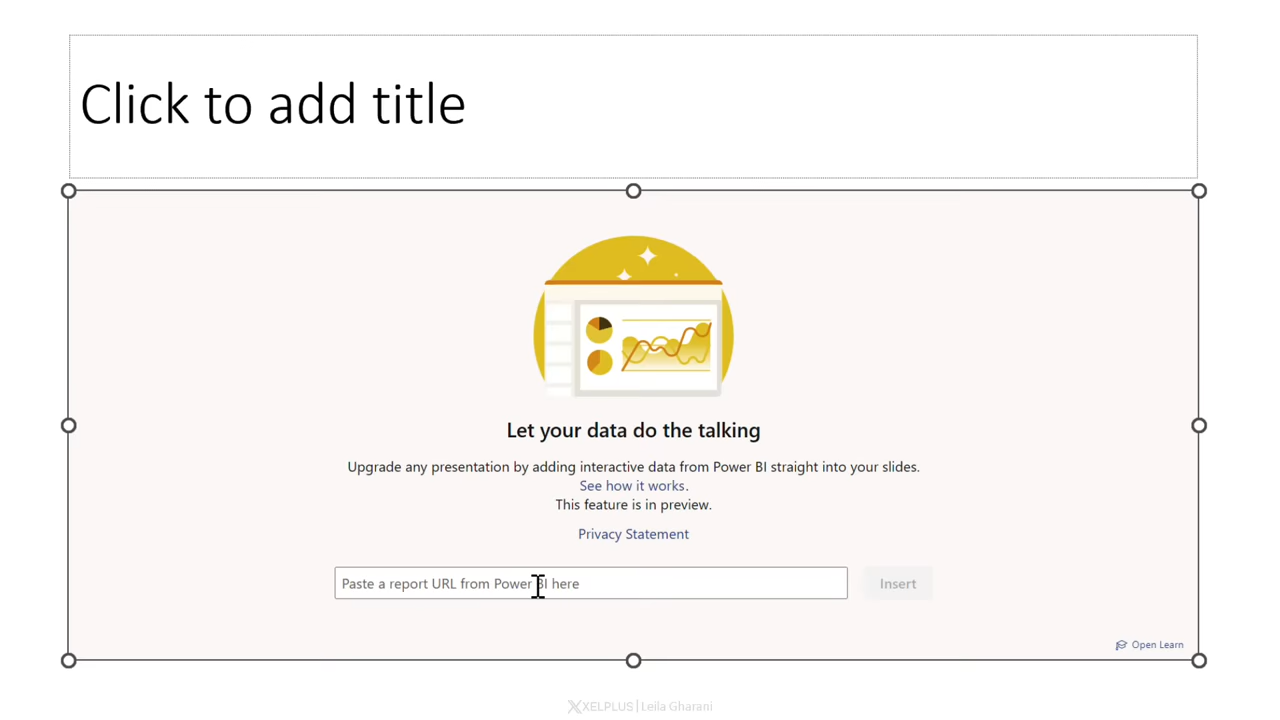 Click to add title
Let your data do the talking
Upgrade any presentation by adding interactive data from Power BI straight into your slides.
See how it works.
This feature is in preview.
Privacy Statement
Paste a report URL from Power BI here
Insert
Open Learn
XELPLUS | Leila Gharani